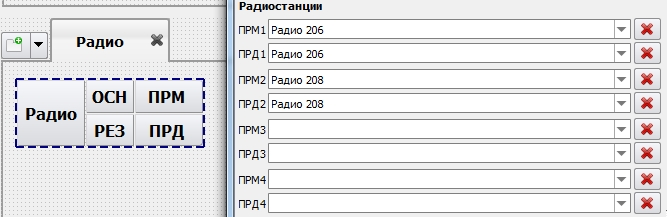 Радио
Радио ОСН ПРМ
РЕЗ ПРД
Радиостанции
ПРМ1 Радио 206
ПРД1 Радио 206
ПРМ2 Радио 208
ПРД2 Радио 208
ПРМ3
ПРД3
ПРМ4
ПРД4